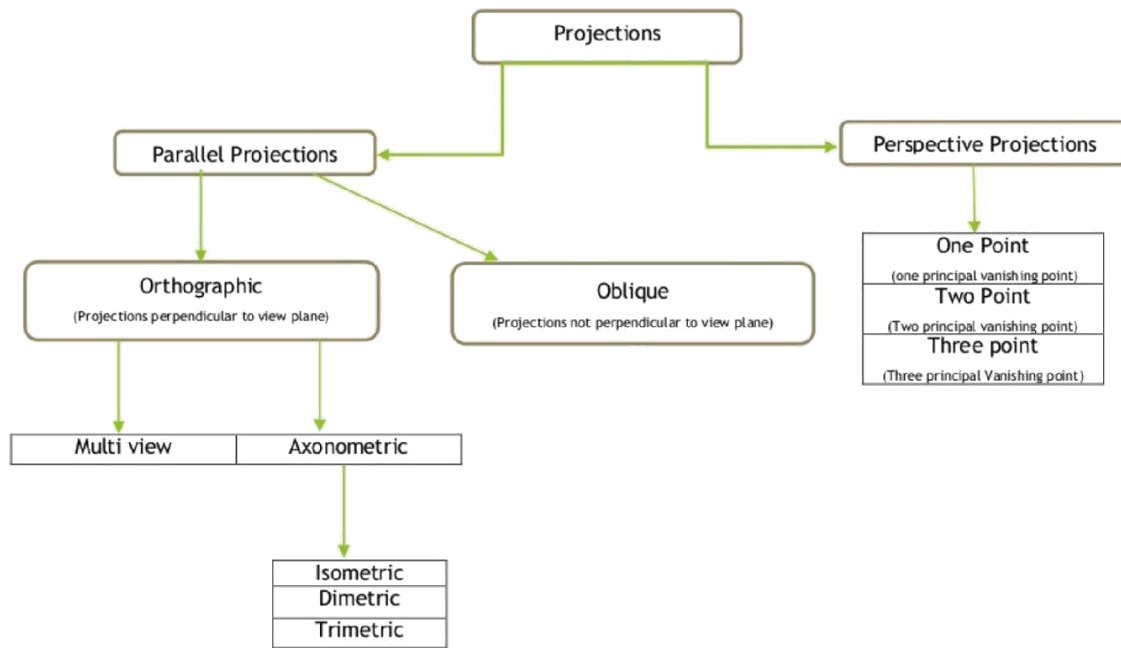 Projections
Parallel Projections
Perspective Projections
One Point
(one principal vanishing point)
Two Point
(Two principal vanishing point)
Three point
(Three principal Vanishing point)
Orthographic
(Projections perpendicular to view plane)
Oblique
(Projections not perpendicular to view plane)
Multi view
Axonometric
Isometric
Dimetric
Trimetric